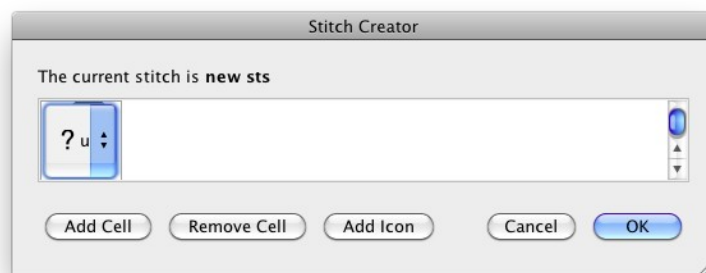 Stitch Creator
The current stitch is new sts
? u
Add Cell Remove Cell Add Icon Cancel OK